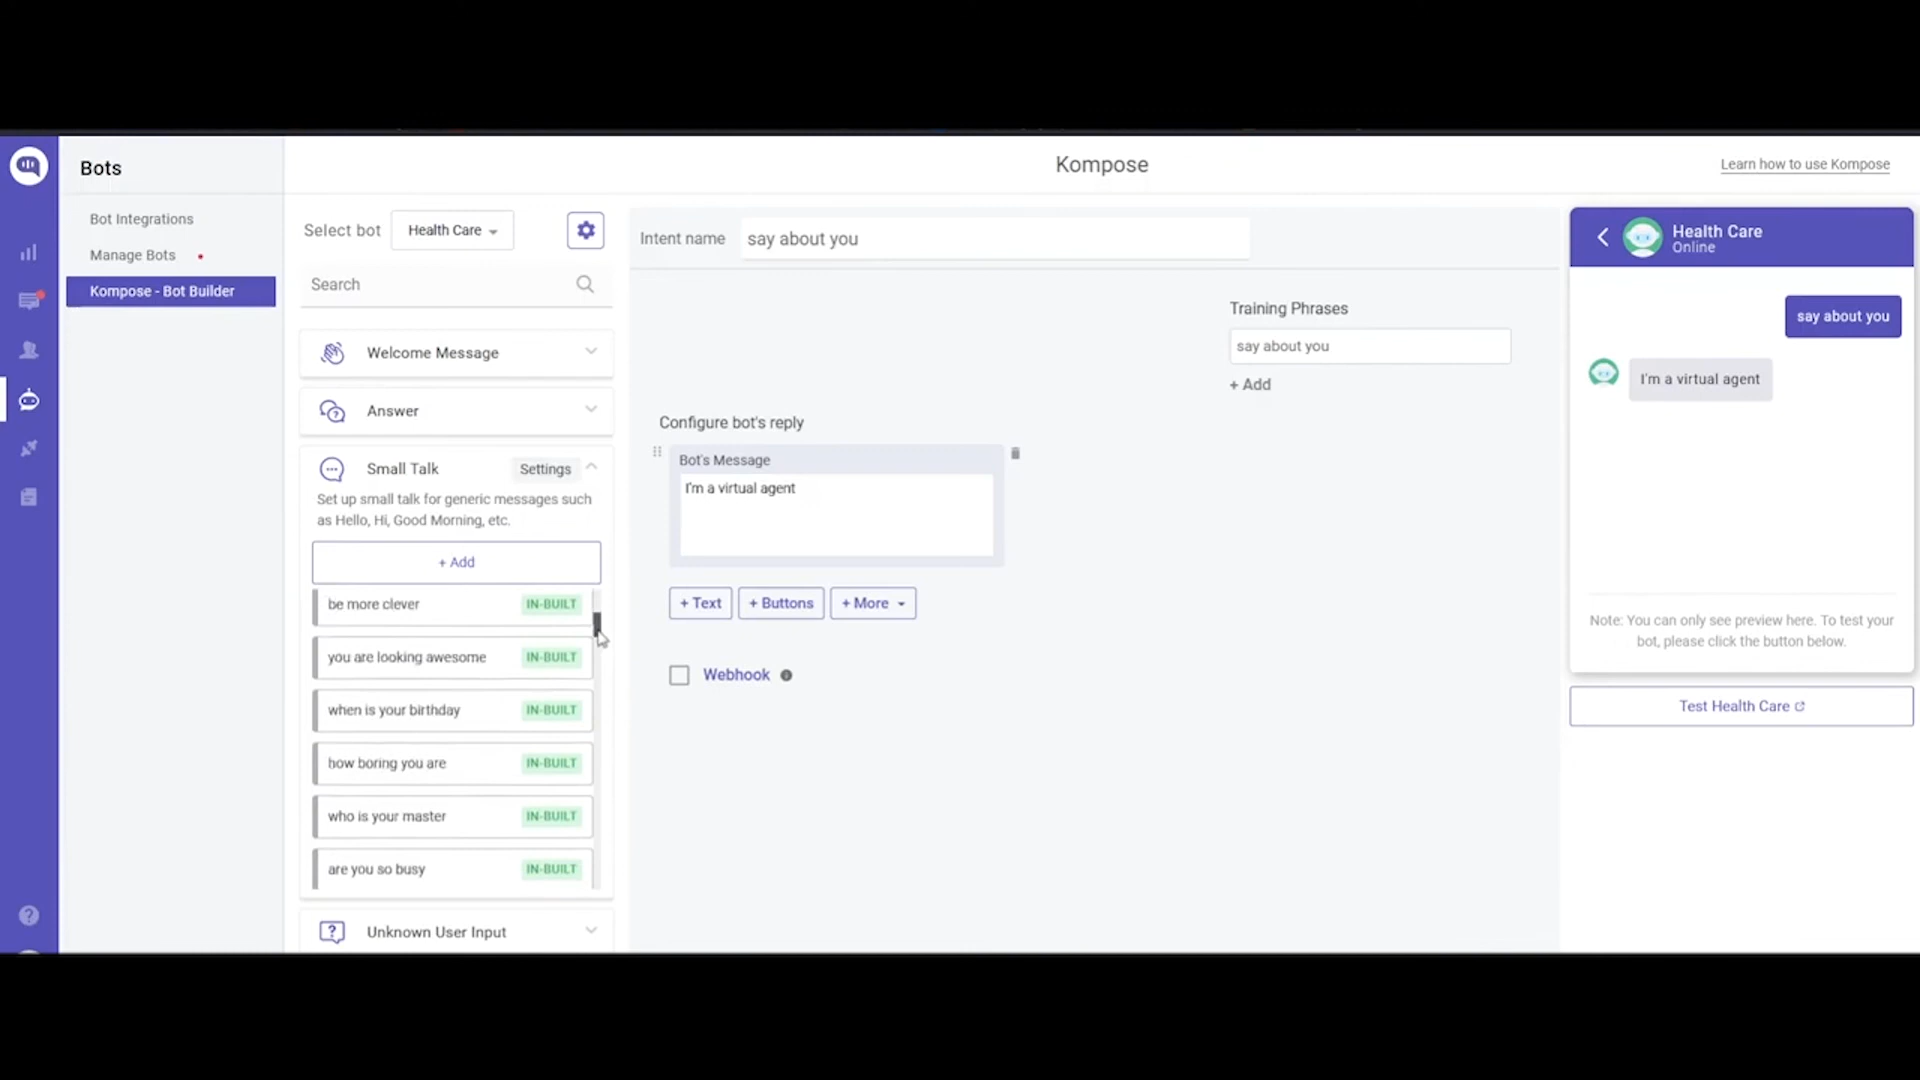 Bots
Kompose
Learn how to use Kompose
Bot Integrations
Manage Bots
Kompose - Bot Builder
Select bot
Health Care
Search
Welcome Message
Answer
Small Talk
Settings
Set up small talk for generic messages such
as Hello, Hi, Good Morning, etc.
+ Add
be more clever IN-BUILT
you are looking awesome IN-BUILT
when is your birthday IN-BUILT
how boring you are IN-BUILT
who is your master IN-BUILT
are you so busy IN-BUILT
Unknown User Input
Intent name
say about you
Training Phrases
say about you
+ Add
Configure bot's reply
Bot's Message
I'm a virtual agent
+ Text
+ Buttons
+ More
Webhook
Health Care
Online
say about you
I'm a virtual agent
Note: You can only see preview here. To test your
bot, please click the button below.
Test Health Care